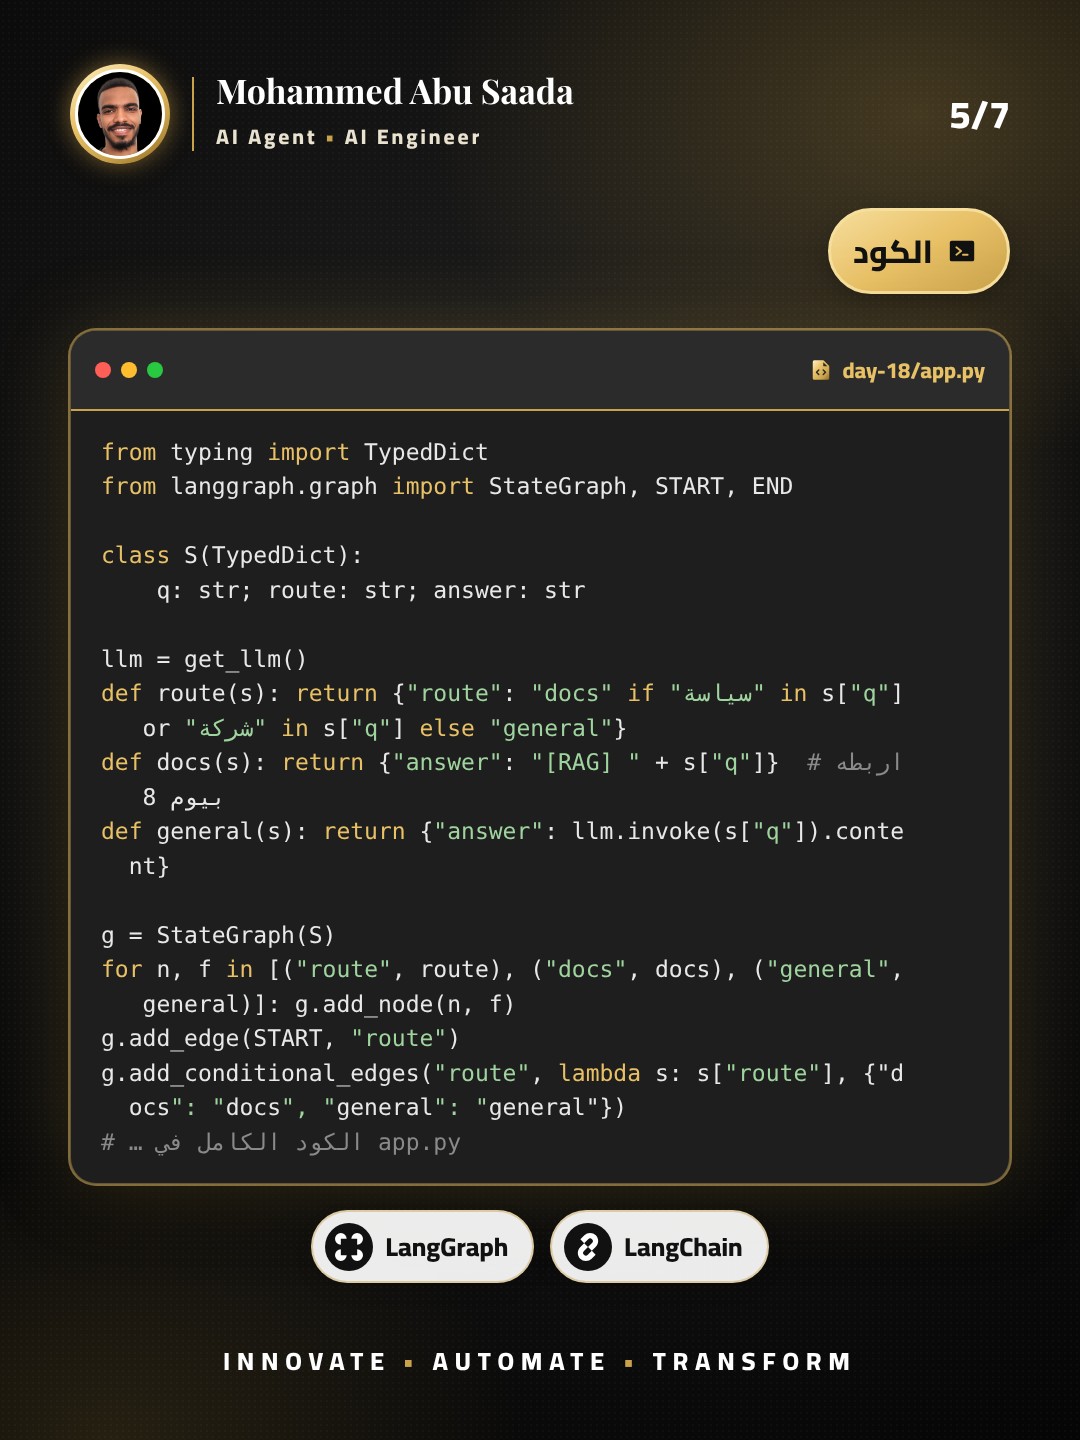 Mohammed Abu Saada
AI Agent ▪ AI Engineer
5/7
الكود
day-18/app.py
from typing import TypedDict
from langgraph.graph import StateGraph, START, END
class S(TypedDict):
    q: str; route: str; answer: str
llm = get_llm()
def route(s): return {"route": "docs" if "سياسة" in s["q"]
   or "شركة" in s["q"] else "general"}
def docs(s): return {"answer": "[RAG] " + s["q"]}  # اربطه
   بيوم 8
def general(s): return {"answer": llm.invoke(s["q"]).conte
  nt}
g = StateGraph(S)
for n, f in [("route", route), ("docs", docs), ("general",
   general)]: g.add_node(n, f)
g.add_edge(START, "route")
g.add_conditional_edges("route", lambda s: s["route"], {"d
  ocs": "docs", "general": "general"})
# … الكود الكامل في app.py
LangGraph
LangChain
INNOVATE ▪ AUTOMATE ▪ TRANSFORM